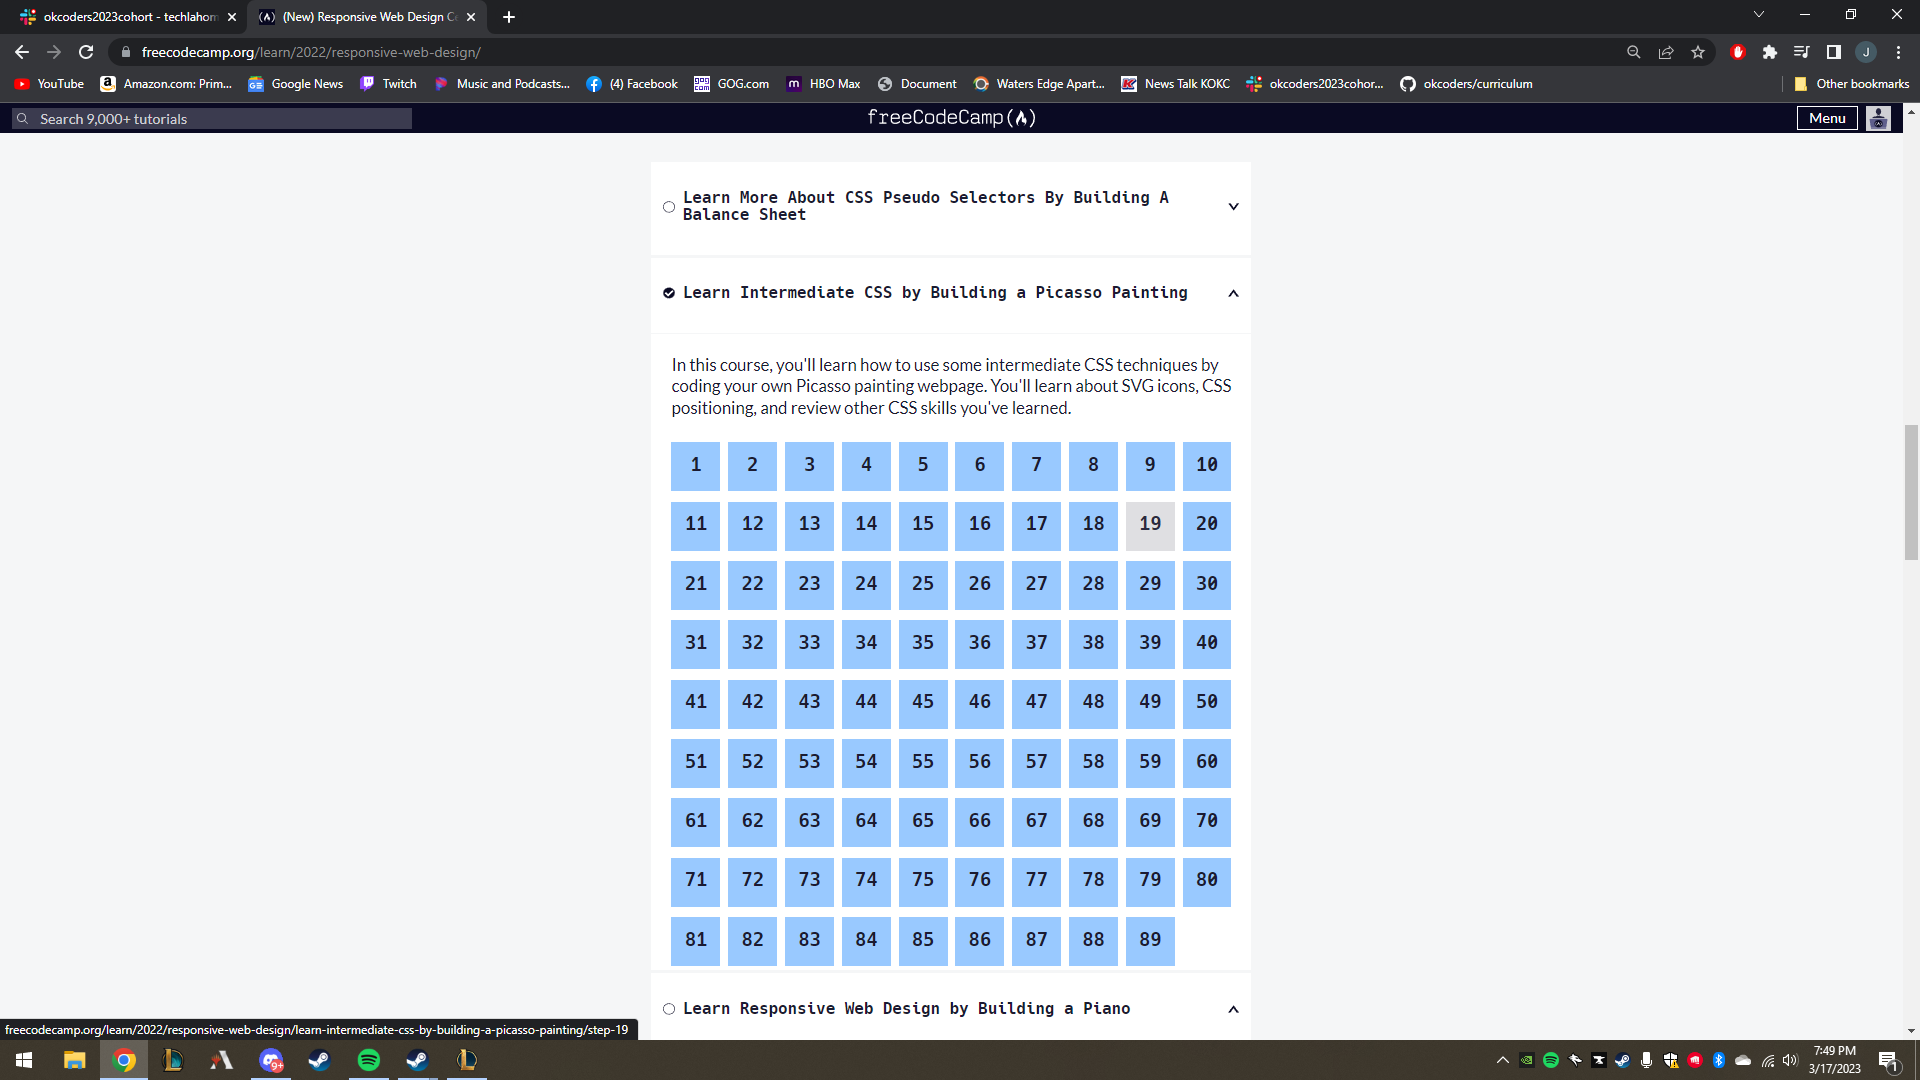 okcoders2023cohort - techlahom
(New) Responsive Web Design Ce
freecodecamp.org/learn/2022/responsive-web-design/
YouTube
Amazon.com: Prim...
Google News
Twitch
Music and Podcasts...
(4) Facebook
GOG.com
HBO Max
Document
Waters Edge Apart...
News Talk KOKC
okcoders2023cohor...
okcoders/curriculum
Other bookmarks
Search 9,000+ tutorials
freeCodeCamp
Menu
Learn More About CSS Pseudo Selectors By Building A
Balance Sheet
Learn Intermediate CSS by Building a Picasso Painting
In this course, you'll learn how to use some intermediate CSS techniques by
coding your own Picasso painting webpage. You'll learn about SVG icons, CSS
positioning, and review other CSS skills you've learned.
1 2 3 4 5 6 7 8 9 10
11 12 13 14 15 16 17 18 19 20
21 22 23 24 25 26 27 28 29 30
31 32 33 34 35 36 37 38 39 40
41 42 43 44 45 46 47 48 49 50
51 52 53 54 55 56 57 58 59 60
61 62 63 64 65 66 67 68 69 70
71 72 73 74 75 76 77 78 79 80
81 82 83 84 85 86 87 88 89
Learn Responsive Web Design by Building a Piano
freecodecamp.org/learn/2022/responsive-web-design/learn-intermediate-css-by-building-a-picasso-painting/step-19
9+
7:49 PM
3/17/2023
1